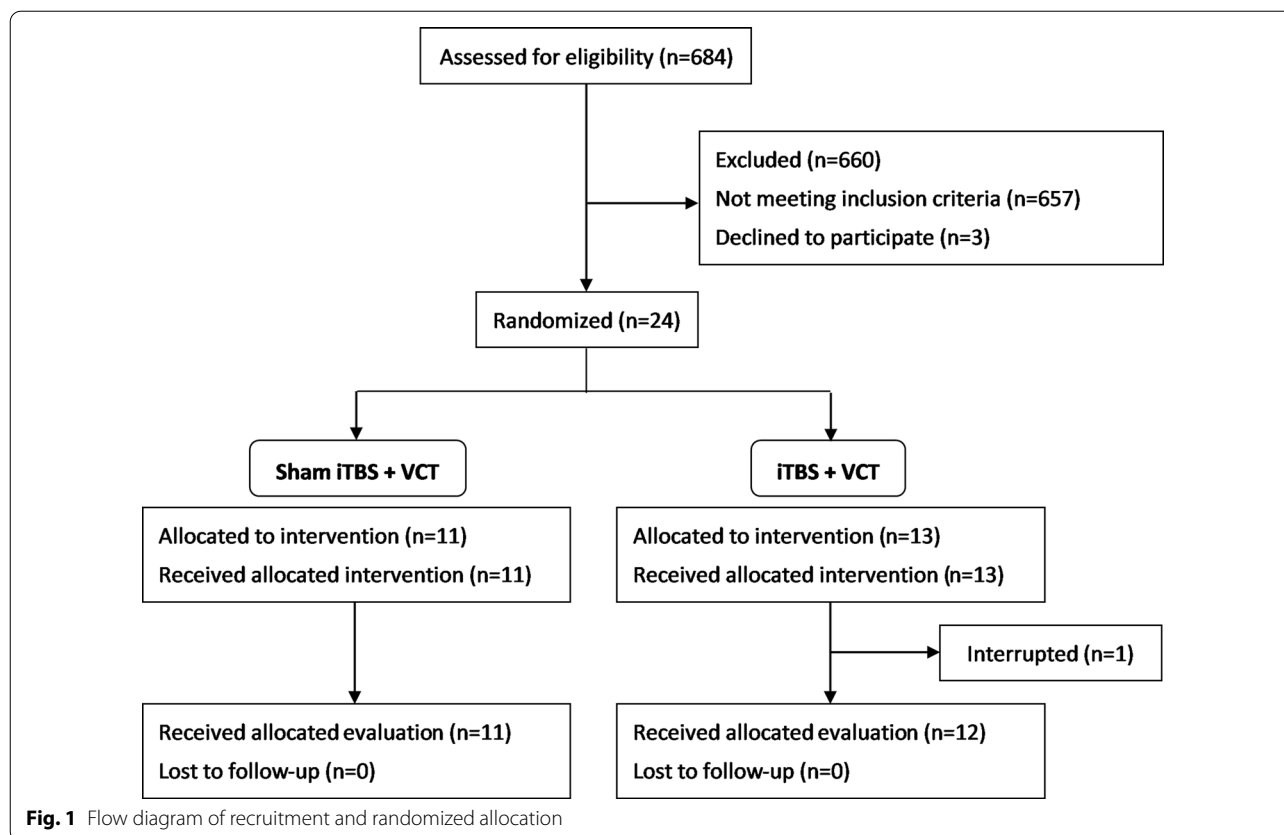 Assessed for eligibility (n=684)
Excluded (n=660)
Not meeting inclusion criteria (n=657)
Declined to participate (n=3)
Randomized (n=24)
Sham iTBS + VCT
iTBS + VCT
Allocated to intervention (n=11)
Received allocated intervention (n=11)
Allocated to intervention (n=13)
Received allocated intervention (n=13)
Interrupted (n=1)
Received allocated evaluation (n=11)
Lost to follow-up (n=0)
Received allocated evaluation (n=12)
Lost to follow-up (n=0)
Fig. 1 Flow diagram of recruitment and randomized allocation